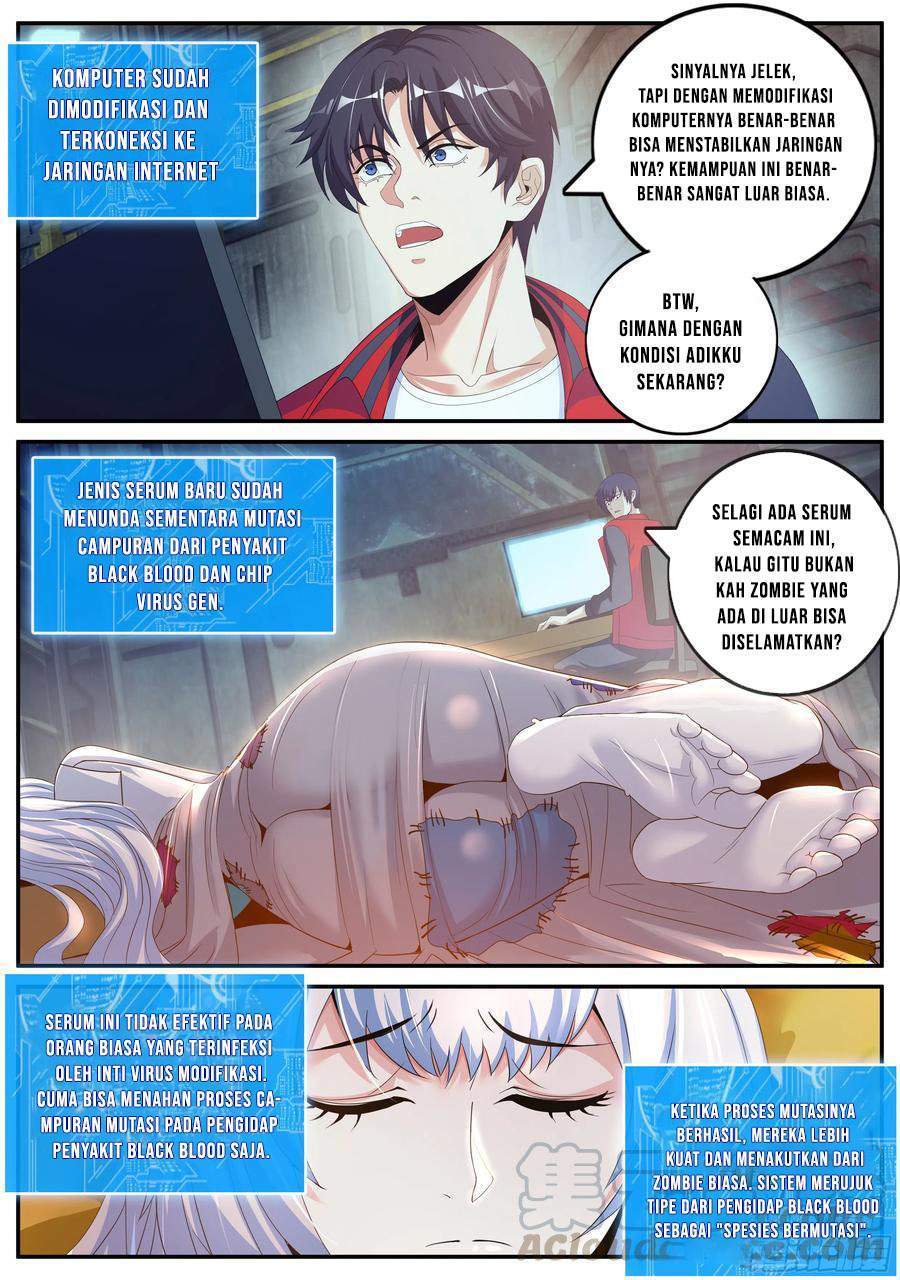 KOMPUTER SUDAH
DIMODIFIKASI DAN
TERKONEKSI KE
JARINGAN INTERNET
SINYALNYA JELEK,
TAPI DENGAN MEMODIFIKASI
KOMPUTERNYA BENAR-BENAR
BISA MENSTABILKAN JARINGAN
NYA? KEMAMPUAN INI BENAR-
BENAR SANGAT LUAR BIASA.
BTW,
GIMANA DENGAN
KONDISI ADIKKU
SEKARANG?
JENIS SERUM BARU SUDAH
MENUNDA SEMENTARA MUTASI
CAMPURAN DARI PENYAKIT
BLACK BLOOD DAN CHIP
VIRUS GEN.
SELAGI ADA SERUM
SEMACAM INI,
KALAU GITU BUKAN
KAH ZOMBIE YANG
ADA DI LUAR BISA
DISELAMATKAN?
SERUM INI TIDAK EFEKTIF PADA
ORANG BIASA YANG TERINFEKSI
OLEH INTI VIRUS MODIFIKASI.
CUMA BISA MENAHAN PROSES CA-
MPURAN MUTASI PADA PENGIDAP
PENYAKIT BLACK BLOOD SAJA.
KETIKA PROSES MUTASINYA
BERHASIL, MEREKA LEBIH
KUAT DAN MENAKUTKAN DARI
ZOMBIE BIASA. SISTEM MERUJUK
TIPE DARI PENGIDAP BLACK BLOOD
SEBAGAI "SPESIES BERMUTASI".